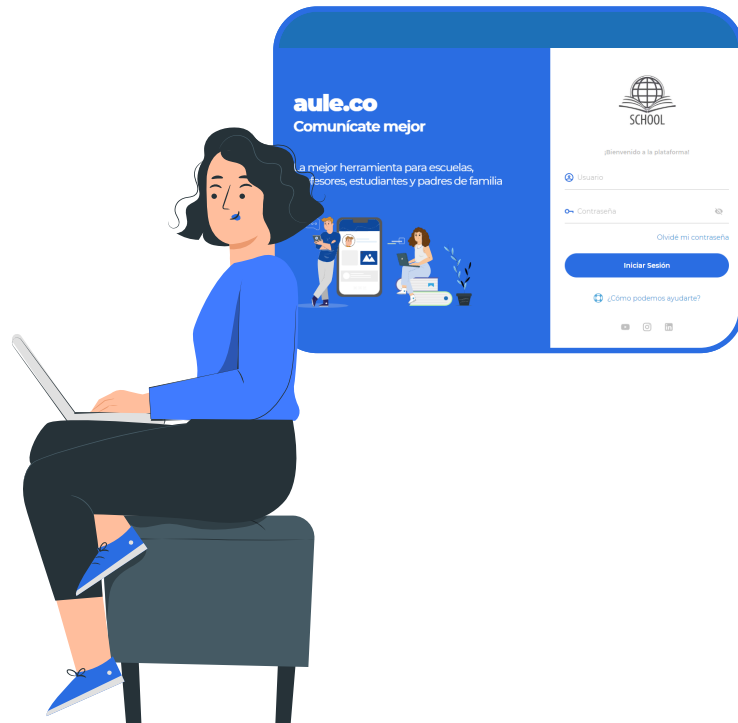 aule.co
Comunícate mejor
La mejor herramienta para escuelas,
profesores, estudiantes y padres de familia
SCHOOL
¡Bienvenido a la plataforma!
Usuario
Contraseña
Olvidé mi contraseña
Iniciar Sesión
¿Cómo podemos ayudarte?